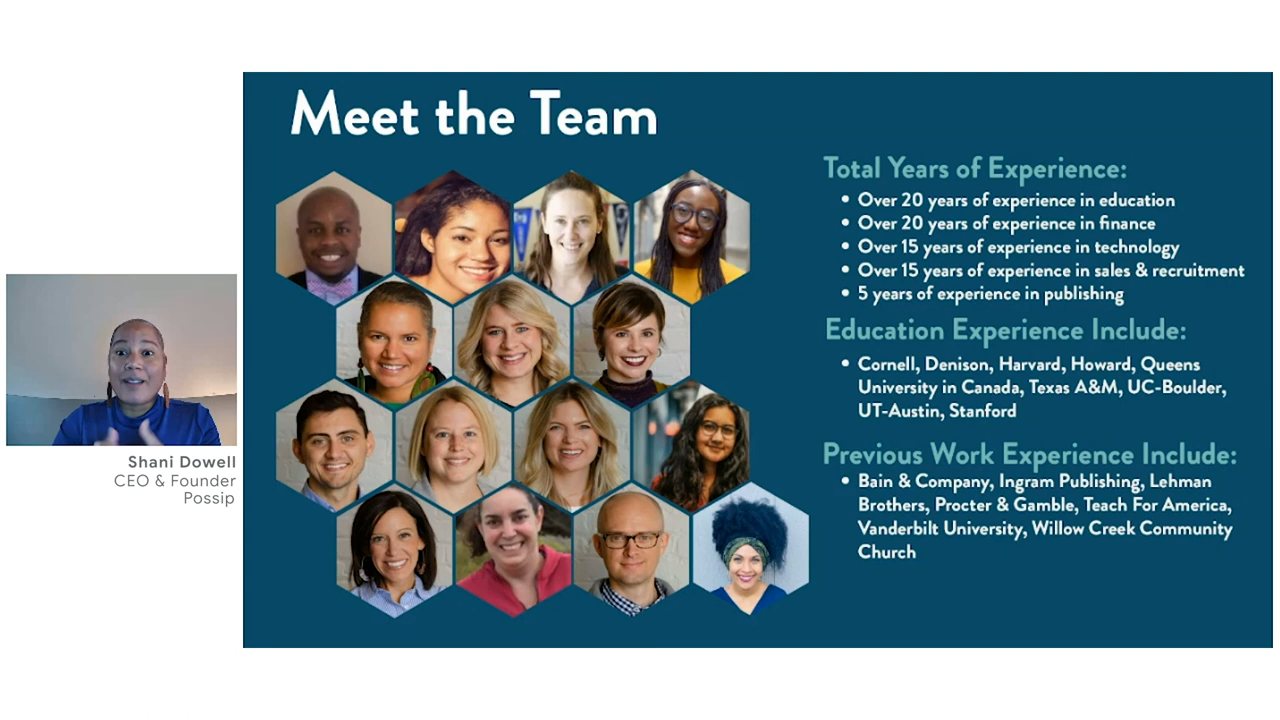 Meet the Team
Total Years of Experience:
• Over 20 years of experience in education
• Over 20 years of experience in finance
• Over 15 years of experience in technology
• Over 15 years of experience in sales & recruitment
• 5 years of experience in publishing
Education Experience Include:
• Cornell, Denison, Harvard, Howard, Queens
University in Canada, Texas A&M, UC-Boulder,
UT-Austin, Stanford
Previous Work Experience Include:
• Bain & Company, Ingram Publishing, Lehman
Brothers, Procter & Gamble, Teach For America,
Vanderbilt University, Willow Creek Community
Church
Shani Dowell
CEO & Founder
Possip